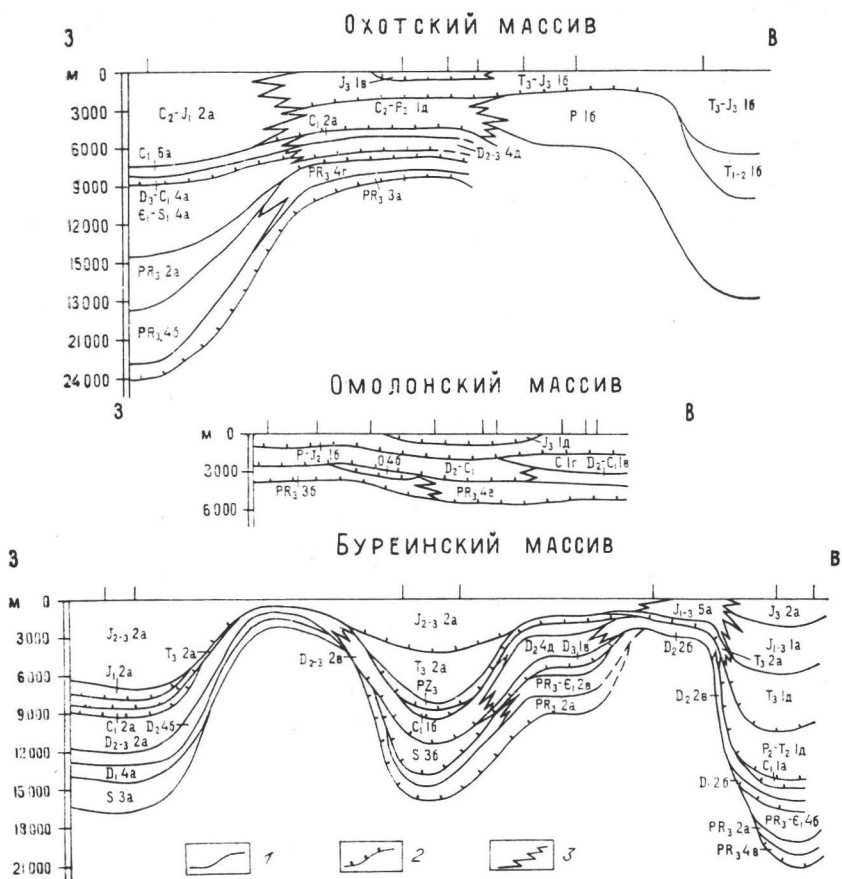 Охотский массив
З В
м 0
J₃ 1в T₃-J₃ 1б
3000 C₂-J₁ 2а C₂-P₂ 1д P 1б T₃-J₃ 1б
C₁ 2а
6000 C₁ 5а D₂₋₃ 4д T₁₋₂ 1б
PR₃ 4г
9000 D₃-C₁ 4а PR₃ 3а
Є₁-S₁ 4а
12000
15000 PR₃ 2а
18000
21000 PR₃ 4б
24000
Омолонский массив
З В
м 0
J₃ 1д
P-J₂ 1б O 4б D₂-C₁ C 1г D₂-C₁ 1в
3000
PR₃ 3б PR₃ 4в
6000
Буреинский массив
З В
м 0
J₂₋₃ 2а J₁₋₃ 5а J₃ 2а
3000 J₂₋₃ 2а T₃ 2а D₂ 4д D₃ 1в D₂ 2б J₁₋₃ 1а
D₂₋₃ 2в T₃ 2а T₃ 2а
6000 J₁ 2а PZ₃ PR₃-Є₁ 2в D₂ 2в T₃ 1д
PR₃ 2а
9000 C₁ 2а D₂ 4б C₁ 1б
D₂₋₃ 2а
12000 S 3б P₂-T₂ 1д
C₁ 1а
D₁ 4а
15000 S 3а D₁ 2б
PR₃-Є₁ 4б
18000 PR₃ 2а
PR₃ 4в
21000
1 2 3